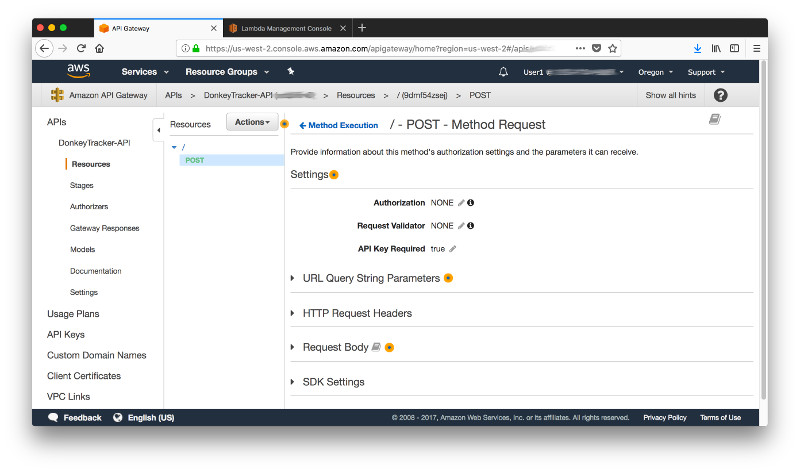 API Gateway
Lambda Management Console
https://us-west-2.console.aws.amazon.com/apigateway/home?region=us-west-2#/apis
aws
Services
Resource Groups
User1
Oregon
Support
Amazon API Gateway
APIs > DonkeyTracker-API > Resources > / (9dmf54zsej) > POST
Show all hints
APIs
DonkeyTracker-API
Resources
Stages
Authorizers
Gateway Responses
Models
Documentation
Settings
Usage Plans
API Keys
Custom Domain Names
Client Certificates
VPC Links
Resources
Actions
/
POST
Method Execution
/ - POST - Method Request
Provide information about this method's authorization settings and the parameters it can receive.
Settings
Authorization NONE
Request Validator NONE
API Key Required true
URL Query String Parameters
HTTP Request Headers
Request Body
SDK Settings
Feedback
English (US)
© 2008 - 2017, Amazon Web Services, Inc. or its affiliates. All rights reserved.
Privacy Policy
Terms of Use